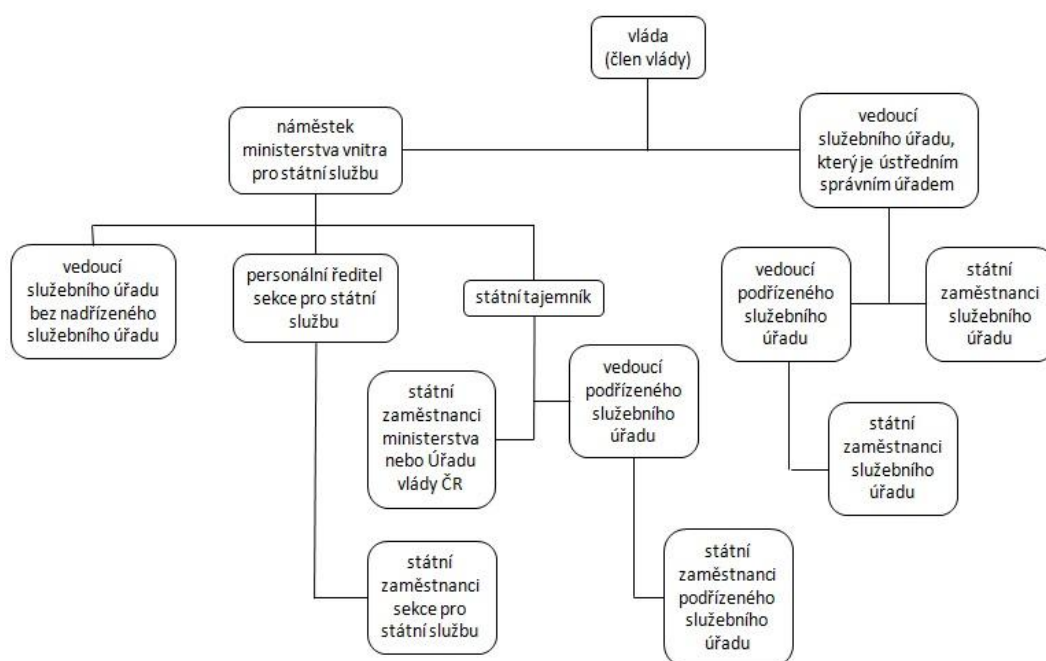 vláda
(člen vlády)
náměstek
ministerstva vnitra
pro státní službu
vedoucí
služebního úřadu,
který je ústředním
správním úřadem
vedoucí
služebního úřadu
bez nadřízeného
služebního úřadu
personální ředitel
sekce pro státní
službu
státní tajemník
vedoucí
podřízeného
služebního
úřadu
státní
zaměstnanci
služebního
úřadu
státní
zaměstnanci
ministerstva
nebo Úřadu
vlády ČR
vedoucí
podřízeného
služebního
úřadu
státní
zaměstnanci
služebního
úřadu
státní
zaměstnanci
sekce pro
státní službu
státní
zaměstnanci
podřízeného
služebního
úřadu